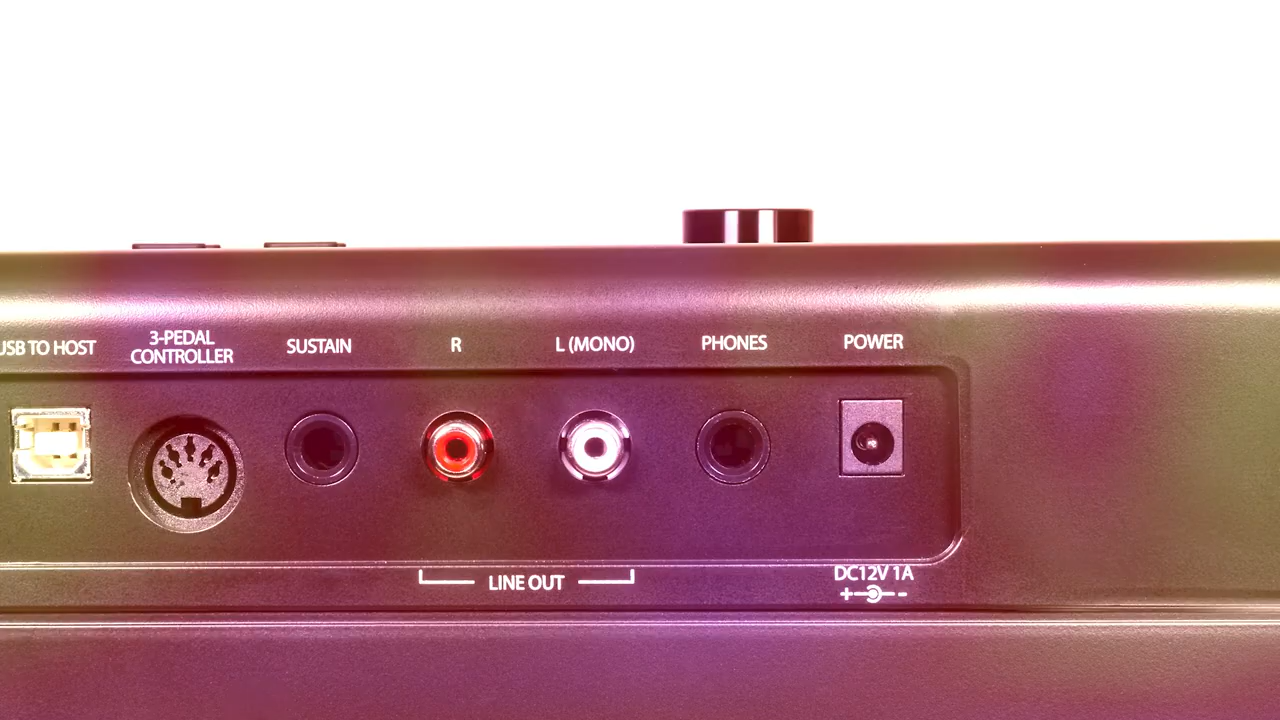 USB TO HOST
3-PEDAL
CONTROLLER
SUSTAIN
R
L (MONO)
PHONES
POWER
LINE OUT
DC12V 1A
+ -